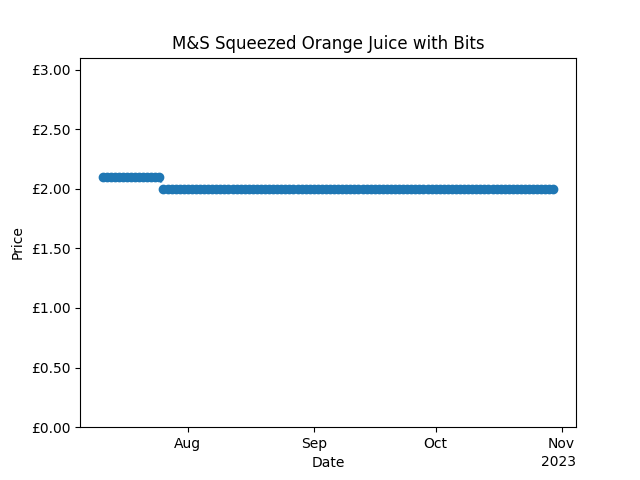 M&S Squeezed Orange Juice with Bits
£3.00
£2.50
£2.00
£1.50
£1.00
£0.50
£0.00
Price
Aug Sep Oct Nov
2023
Date